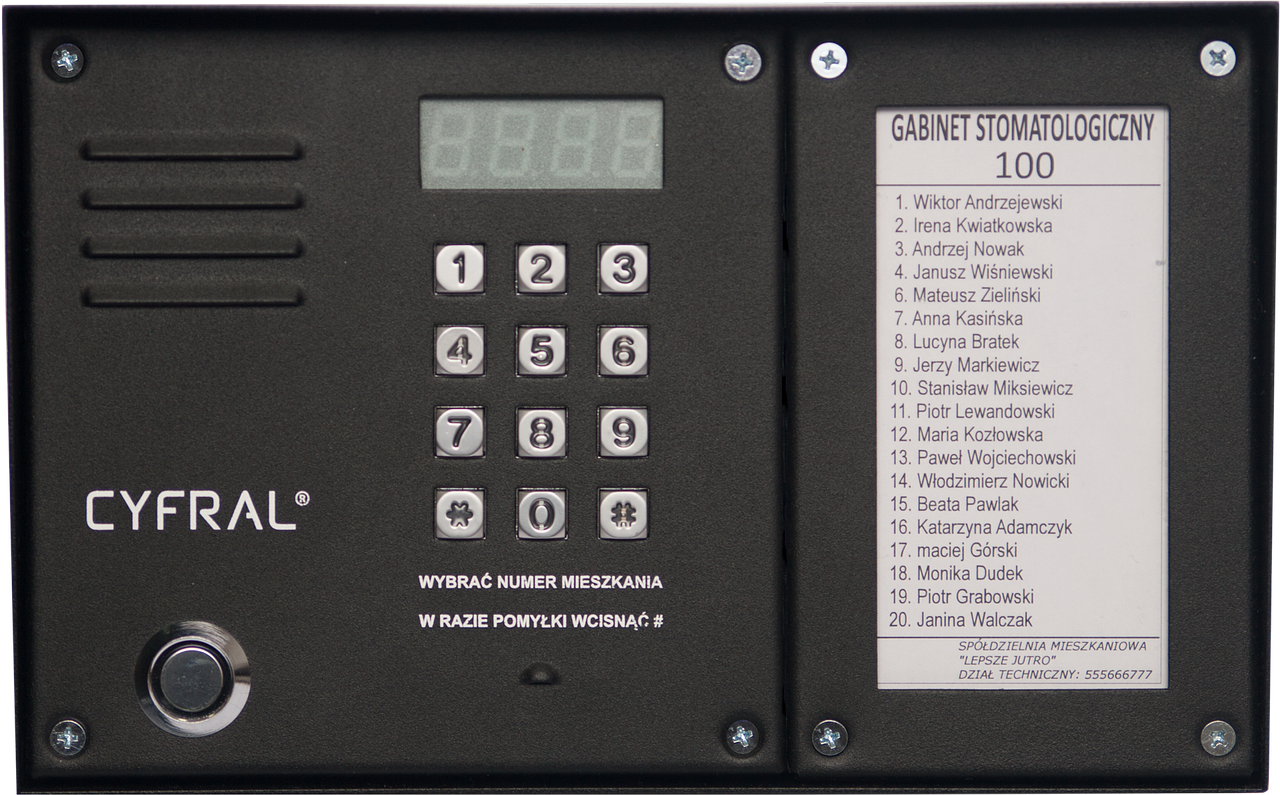 8.8.8.8
1 2 3
4 5 6
7 8 9
* 0 #
CYFRAL®
WYBRAĆ NUMER MIESZKANIA
W RAZIE POMYŁKI WCISNĄĆ #
GABINET STOMATOLOGICZNY
100
1. Wiktor Andrzejewski
2. Irena Kwiatkowska
3. Andrzej Nowak
4. Janusz Wiśniewski
6. Mateusz Zieliński
7. Anna Kasińska
8. Lucyna Bratek
9. Jerzy Markiewicz
10. Stanisław Miksiewicz
11. Piotr Lewandowski
12. Maria Kozłowska
13. Paweł Wojciechowski
14. Włodzimierz Nowicki
15. Beata Pawlak
16. Katarzyna Adamczyk
17. maciej Górski
18. Monika Dudek
19. Piotr Grabowski
20. Janina Walczak
SPÓŁDZIELNIA MIESZKANIOWA
"LEPSZE JUTRO"
DZIAŁ TECHNICZNY: 555666777